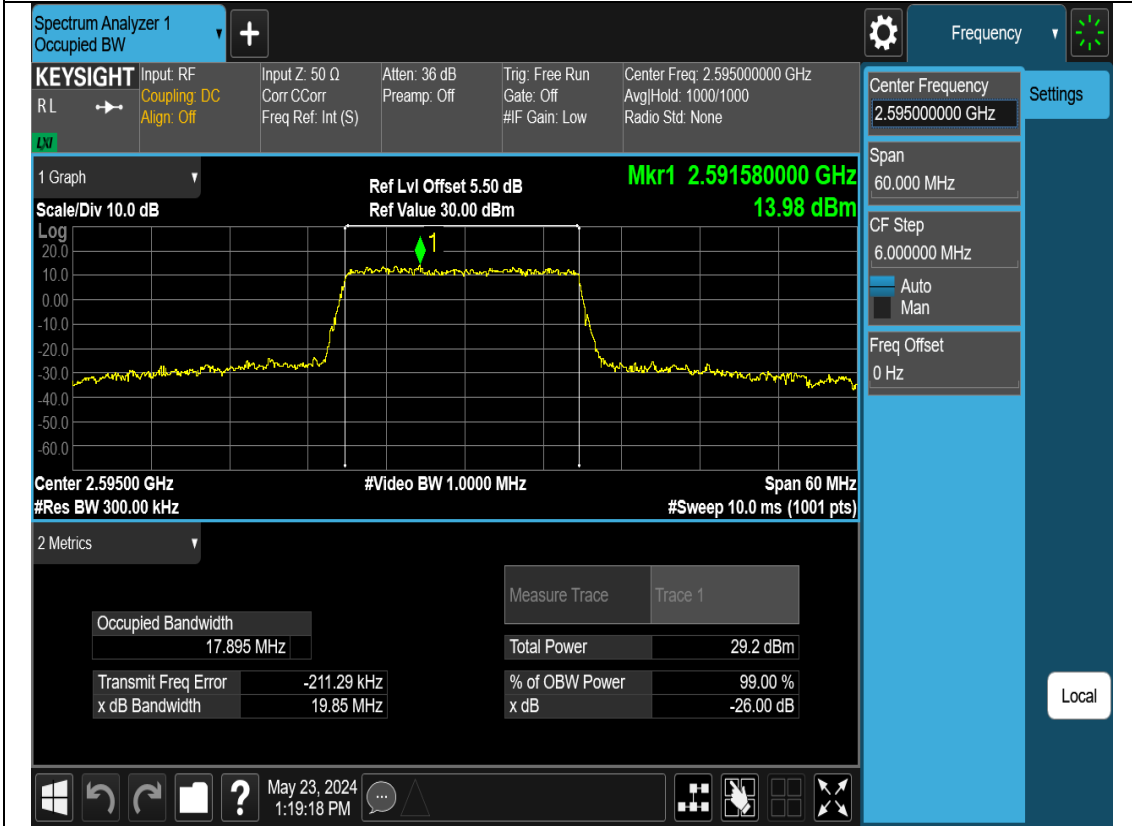 Spectrum Analyzer 1
Occupied BW
▼
+
Frequency
▼
KEYSIGHT
RL
LXI
Input: RF
Coupling: DC
Align: Off
Input Z: 50 Ω
Corr CCorr
Freq Ref: Int (S)
Atten: 36 dB
Preamp: Off
Trig: Free Run
Gate: Off
#IF Gain: Low
Center Freq: 2.595000000 GHz
Avg|Hold: 1000/1000
Radio Std: None
Center Frequency
2.595000000 GHz
Settings
Span
60.000 MHz
CF Step
6.000000 MHz
Auto
Man
Freq Offset
0 Hz
Local
1 Graph
▼
Scale/Div 10.0 dB
Ref Lvl Offset 5.50 dB
Ref Value 30.00 dBm
Mkr1 2.591580000 GHz
13.98 dBm
Log
1
20.0
10.0
0.00
-10.0
-20.0
-30.0
-40.0
-50.0
-60.0
Center 2.59500 GHz
#Video BW 1.0000 MHz
Span 60 MHz
#Res BW 300.00 kHz
#Sweep 10.0 ms (1001 pts)
2 Metrics
▼
Measure Trace
Trace 1
Occupied Bandwidth
17.895 MHz
Total Power
29.2 dBm
Transmit Freq Error
-211.29 kHz
% of OBW Power
99.00 %
x dB Bandwidth
19.85 MHz
x dB
-26.00 dB
?
May 23, 2024
1:19:18 PM